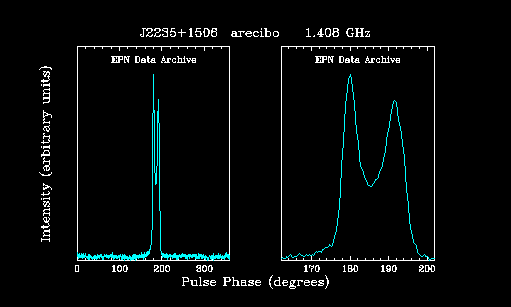 J2235+1506 arecibo 1.408 GHz
EPN Data Archive EPN Data Archive
Intensity (arbitrary units)
0 100 200 300 170 180 190 200
Pulse Phase (degrees)